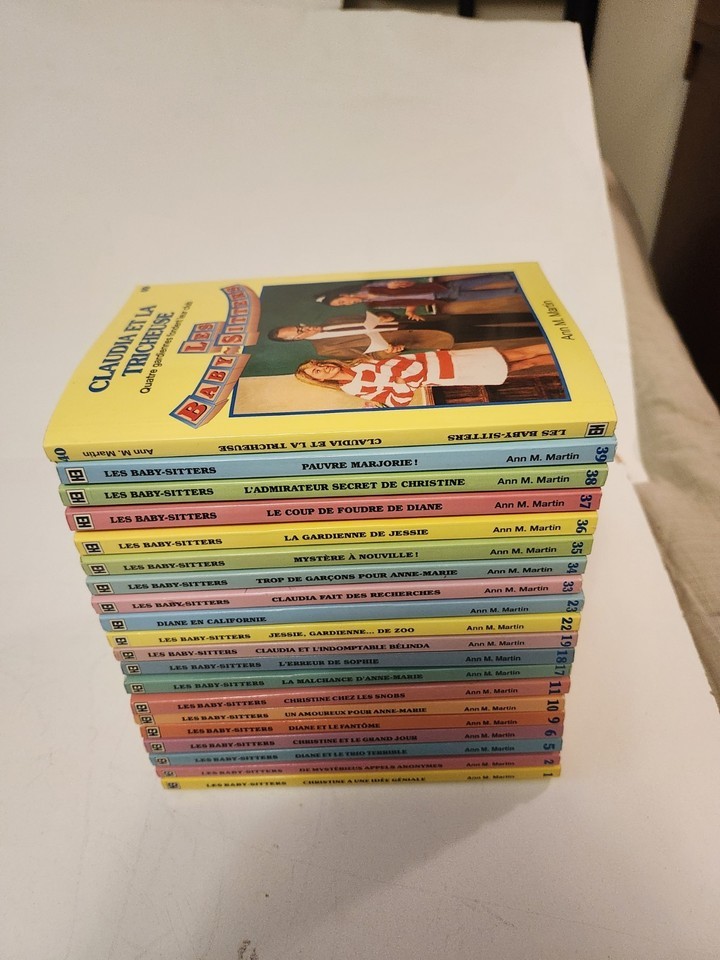 40
CLAUDIA ET LA
TRICHEUSE
Quatre gardiennes fondent leur club
LES
BABY-SITTERS
Ann M. Martin
LES BABY-SITTERS CLAUDIA ET LA TRICHEUSE Ann M. Martin 40
LES BABY-SITTERS PAUVRE MARJORIE! Ann M. Martin 39
LES BABY-SITTERS L'ADMIRATEUR SECRET DE CHRISTINE Ann M. Martin 38
LES BABY-SITTERS LE COUP DE FOUDRE DE DIANE Ann M. Martin 37
LES BABY-SITTERS LA GARDIENNE DE JESSIE Ann M. Martin 36
LES BABY-SITTERS MYSTÈRE À NOUVILLE! Ann M. Martin 35
LES BABY-SITTERS TROP DE GARÇONS POUR ANNE-MARIE Ann M. Martin 34
LES BABY-SITTERS CLAUDIA FAIT DES RECHERCHES Ann M. Martin 33
DIANE EN CALIFORNIE Ann M. Martin 23
LES BABY-SITTERS JESSIE, GARDIENNE... DE ZOO Ann M. Martin 22
LES BABY-SITTERS CLAUDIA ET L'INDOMPTABLE BÉLINDA Ann M. Martin 19
LES BABY-SITTERS L'ERREUR DE SOPHIE Ann M. Martin 18
LES BABY-SITTERS LA MALCHANCE D'ANNE-MARIE Ann M. Martin 17
LES BABY-SITTERS CHRISTINE CHEZ LES SNOBS Ann M. Martin 11
LES BABY-SITTERS UN AMOUREUX POUR ANNE-MARIE Ann M. Martin 10
LES BABY-SITTERS DIANE ET LE FANTÔME Ann M. Martin 9
LES BABY-SITTERS CHRISTINE ET LE GRAND JOUR Ann M. Martin 6
LES BABY-SITTERS DIANE ET LE TRIO TERRIBLE Ann M. Martin 5
LES BABY-SITTERS DE MYSTÉRIEUX APPELS ANONYMES Ann M. Martin 2
LES BABY-SITTERS CHRISTINE A UNE IDÉE GÉNIALE Ann M. Martin 1